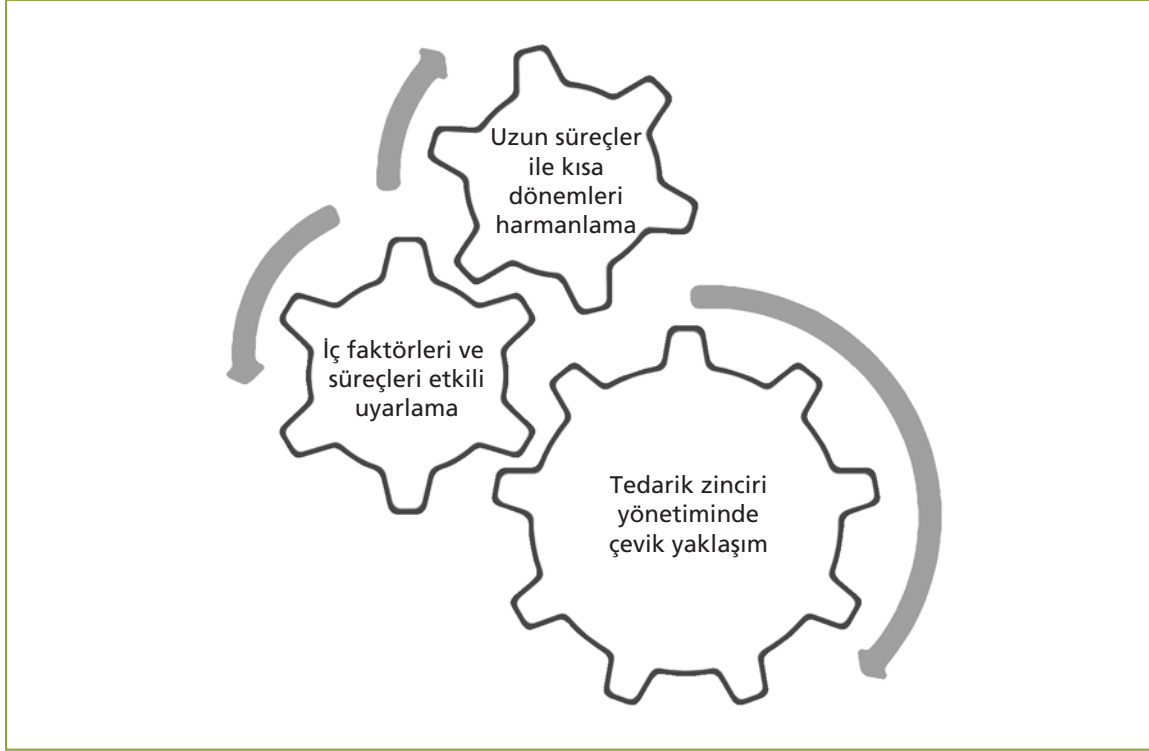 Uzun süreçler
ile kısa
dönemleri
harmanlama
İç faktörleri ve
süreçleri etkili
uyarlama
Tedarik zinciri
yönetiminde
çevik yaklaşım